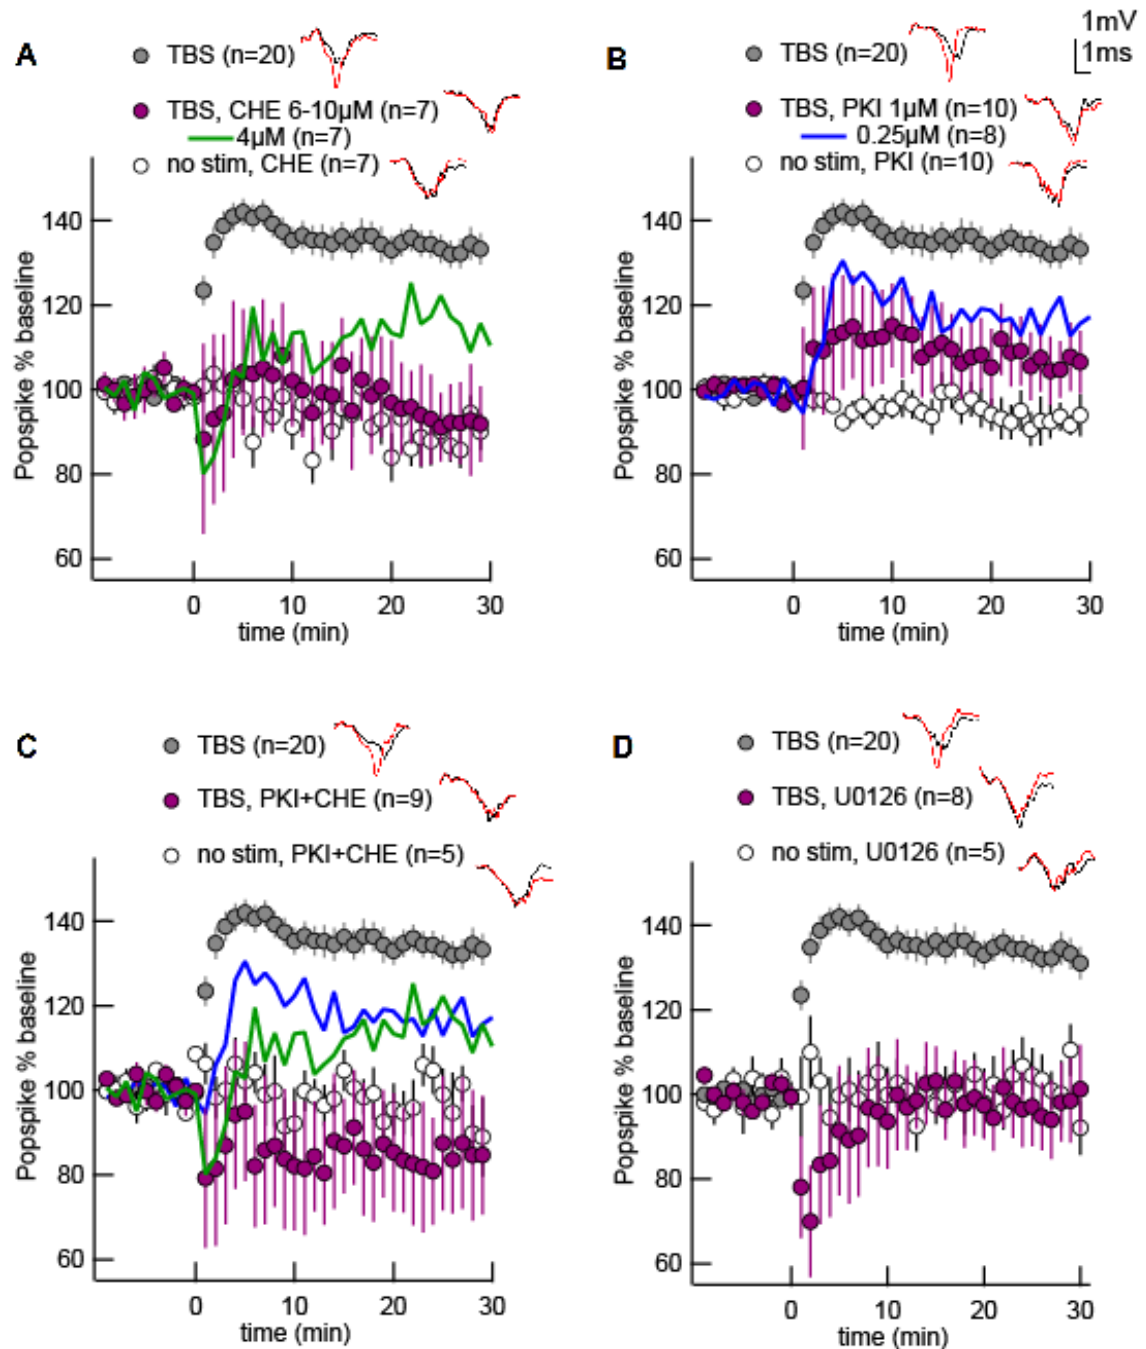 A
TBS (n=20)
TBS, CHE 6-10µM (n=7)
4µM (n=7)
no stim, CHE (n=7)
Popspike % baseline
140
120
100
80
60
0
10
20
30
time (min)
B
1mV
1ms
TBS (n=20)
TBS, PKI 1µM (n=10)
0.25µM (n=8)
no stim, PKI (n=10)
Popspike % baseline
140
120
100
80
60
0
10
20
30
time (min)
C
TBS (n=20)
TBS, PKI+CHE (n=9)
no stim, PKI+CHE (n=5)
Popspike % baseline
140
120
100
80
60
0
10
20
30
time (min)
D
TBS (n=20)
TBS, U0126 (n=8)
no stim, U0126 (n=5)
Popspike % baseline
140
120
100
80
60
0
10
20
30
time (min)